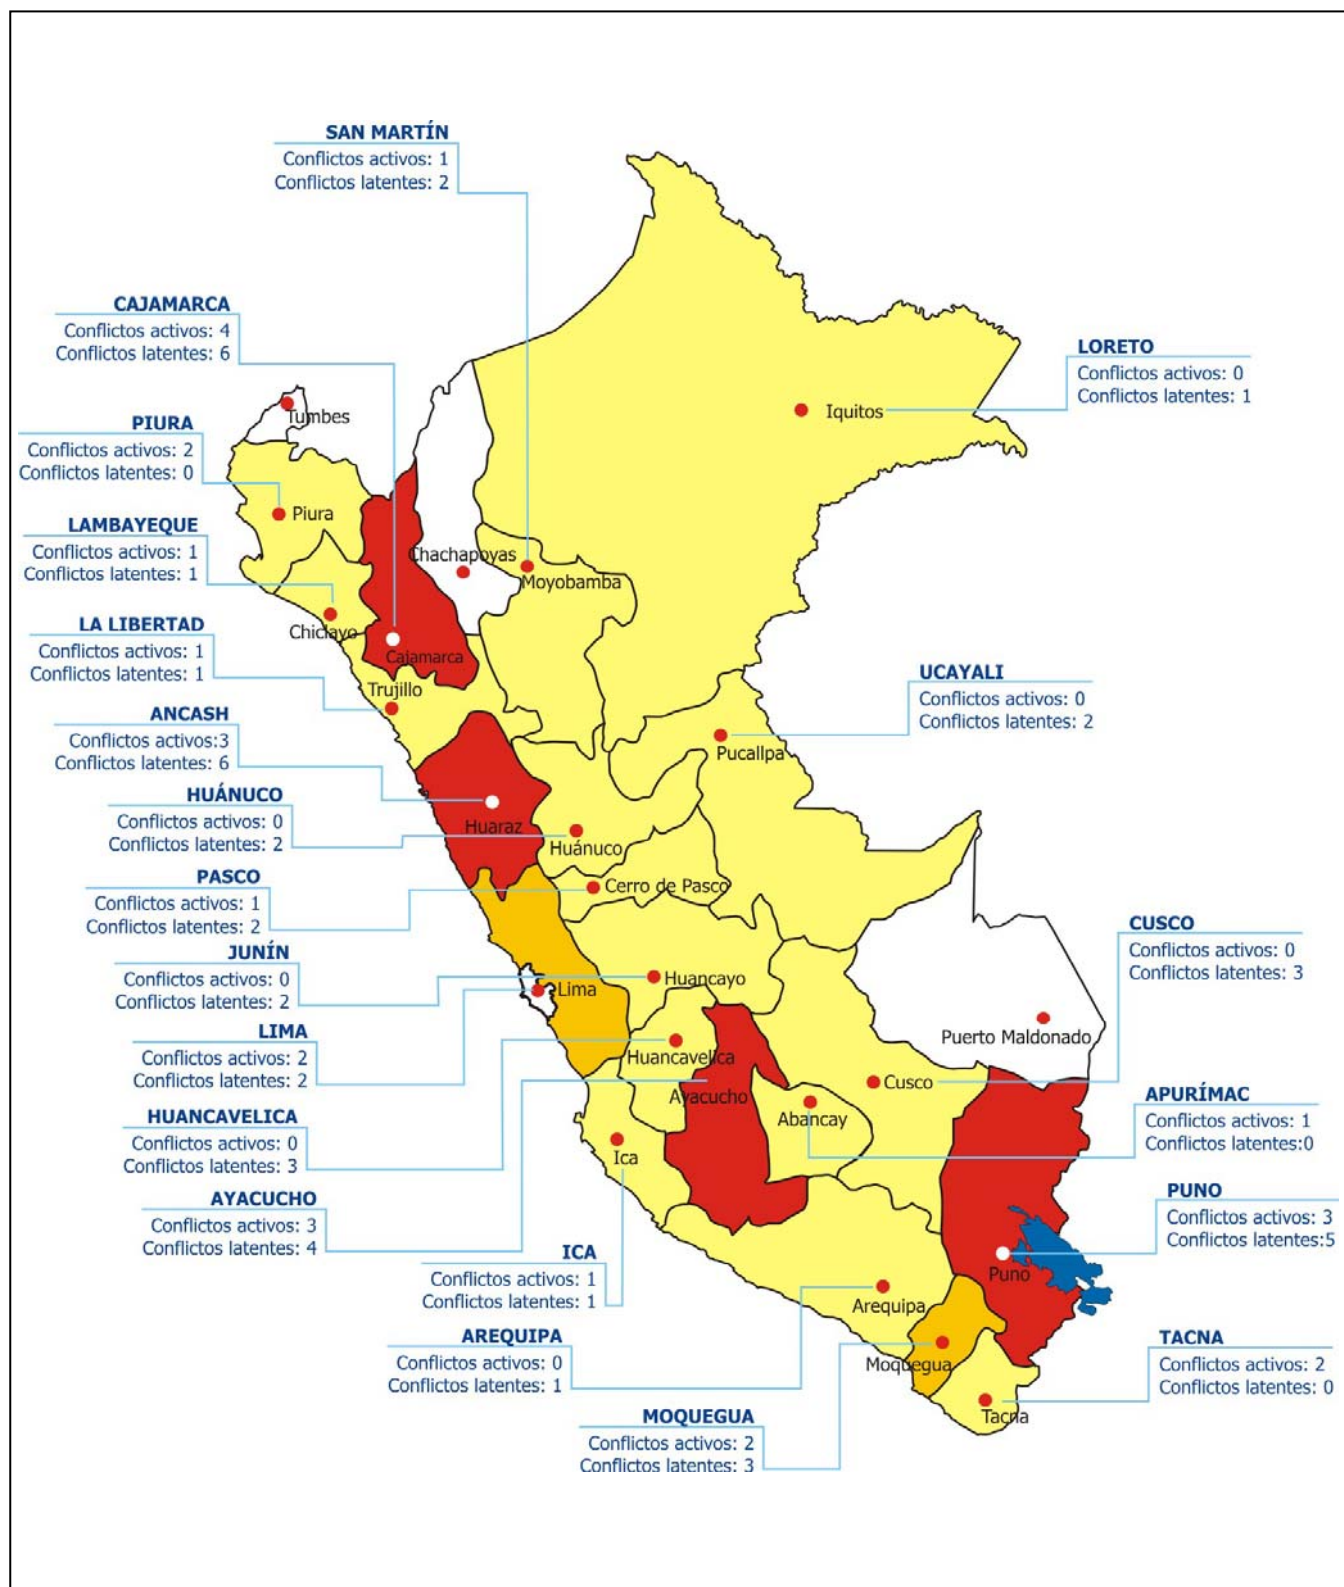 SAN MARTÍN
Conflictos activos: 1
Conflictos latentes: 2
CAJAMARCA
Conflictos activos: 4
Conflictos latentes: 6
LORETO
Conflictos activos: 0
Conflictos latentes: 1
Iquitos
Tumbes
PIURA
Conflictos activos: 2
Conflictos latentes: 0
Piura
LAMBAYEQUE
Conflictos activos: 1
Conflictos latentes: 1
Chachapoyas
Moyobamba
Chiclayo
LA LIBERTAD
Conflictos activos: 1
Conflictos latentes: 1
Cajamarca
Trujillo
UCAYALI
Conflictos activos: 0
Conflictos latentes: 2
Pucallpa
ANCASH
Conflictos activos:3
Conflictos latentes: 6
Huaraz
HUÁNUCO
Conflictos activos: 0
Conflictos latentes: 2
Huánuco
PASCO
Conflictos activos: 1
Conflictos latentes: 2
Cerro de Pasco
CUSCO
Conflictos activos: 0
Conflictos latentes: 3
JUNÍN
Conflictos activos: 0
Conflictos latentes: 2
Huancayo
Lima
LIMA
Conflictos activos: 2
Conflictos latentes: 2
Puerto Maldonado
Huancavelica
Cusco
Ayacucho
Abancay
APURÍMAC
Conflictos activos: 1
Conflictos latentes:0
HUANCAVELICA
Conflictos activos: 0
Conflictos latentes: 3
Ica
AYACUCHO
Conflictos activos: 3
Conflictos latentes: 4
PUNO
Conflictos activos: 3
Conflictos latentes:5
Puno
ICA
Conflictos activos: 1
Conflictos latentes: 1
Arequipa
AREQUIPA
Conflictos activos: 0
Conflictos latentes: 1
Moquegua
TACNA
Conflictos activos: 2
Conflictos latentes: 0
Tacna
MOQUEGUA
Conflictos activos: 2
Conflictos latentes: 3